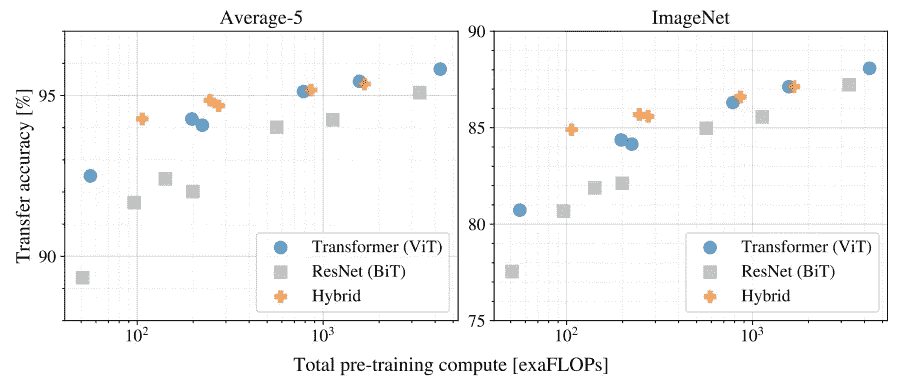 Average-5
ImageNet
Transfer accuracy [%]
95
90
Transformer (ViT)
ResNet (BiT)
Hybrid
10²
10³
90
85
80
75
Transformer (ViT)
ResNet (BiT)
Hybrid
10²
10³
Total pre-training compute [exaFLOPs]